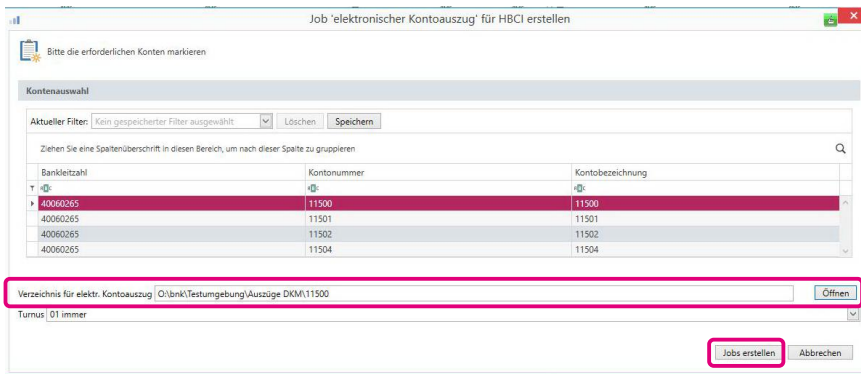 Job 'elektronischer Kontoauszug' für HBCI erstellen
Bitte die erforderlichen Konten markieren
Kontenauswahl
Aktueller Filter: Kein gespeicherter Filter ausgewählt Löschen Speichern
Ziehen Sie eine Spaltenüberschrift in diesen Bereich, um nach dieser Spalte zu gruppieren
Bankleitzahl Kontonummer Kontobezeichnung
40060265 11500 11500
40060265 11501 11501
40060265 11502 11502
40060265 11504 11504
Verzeichnis für elektr. Kontoauszug O:\bnk\Testumgebung\Auszüge DKM\11500 Öffnen
Turnus 01 immer
Jobs erstellen Abbrechen